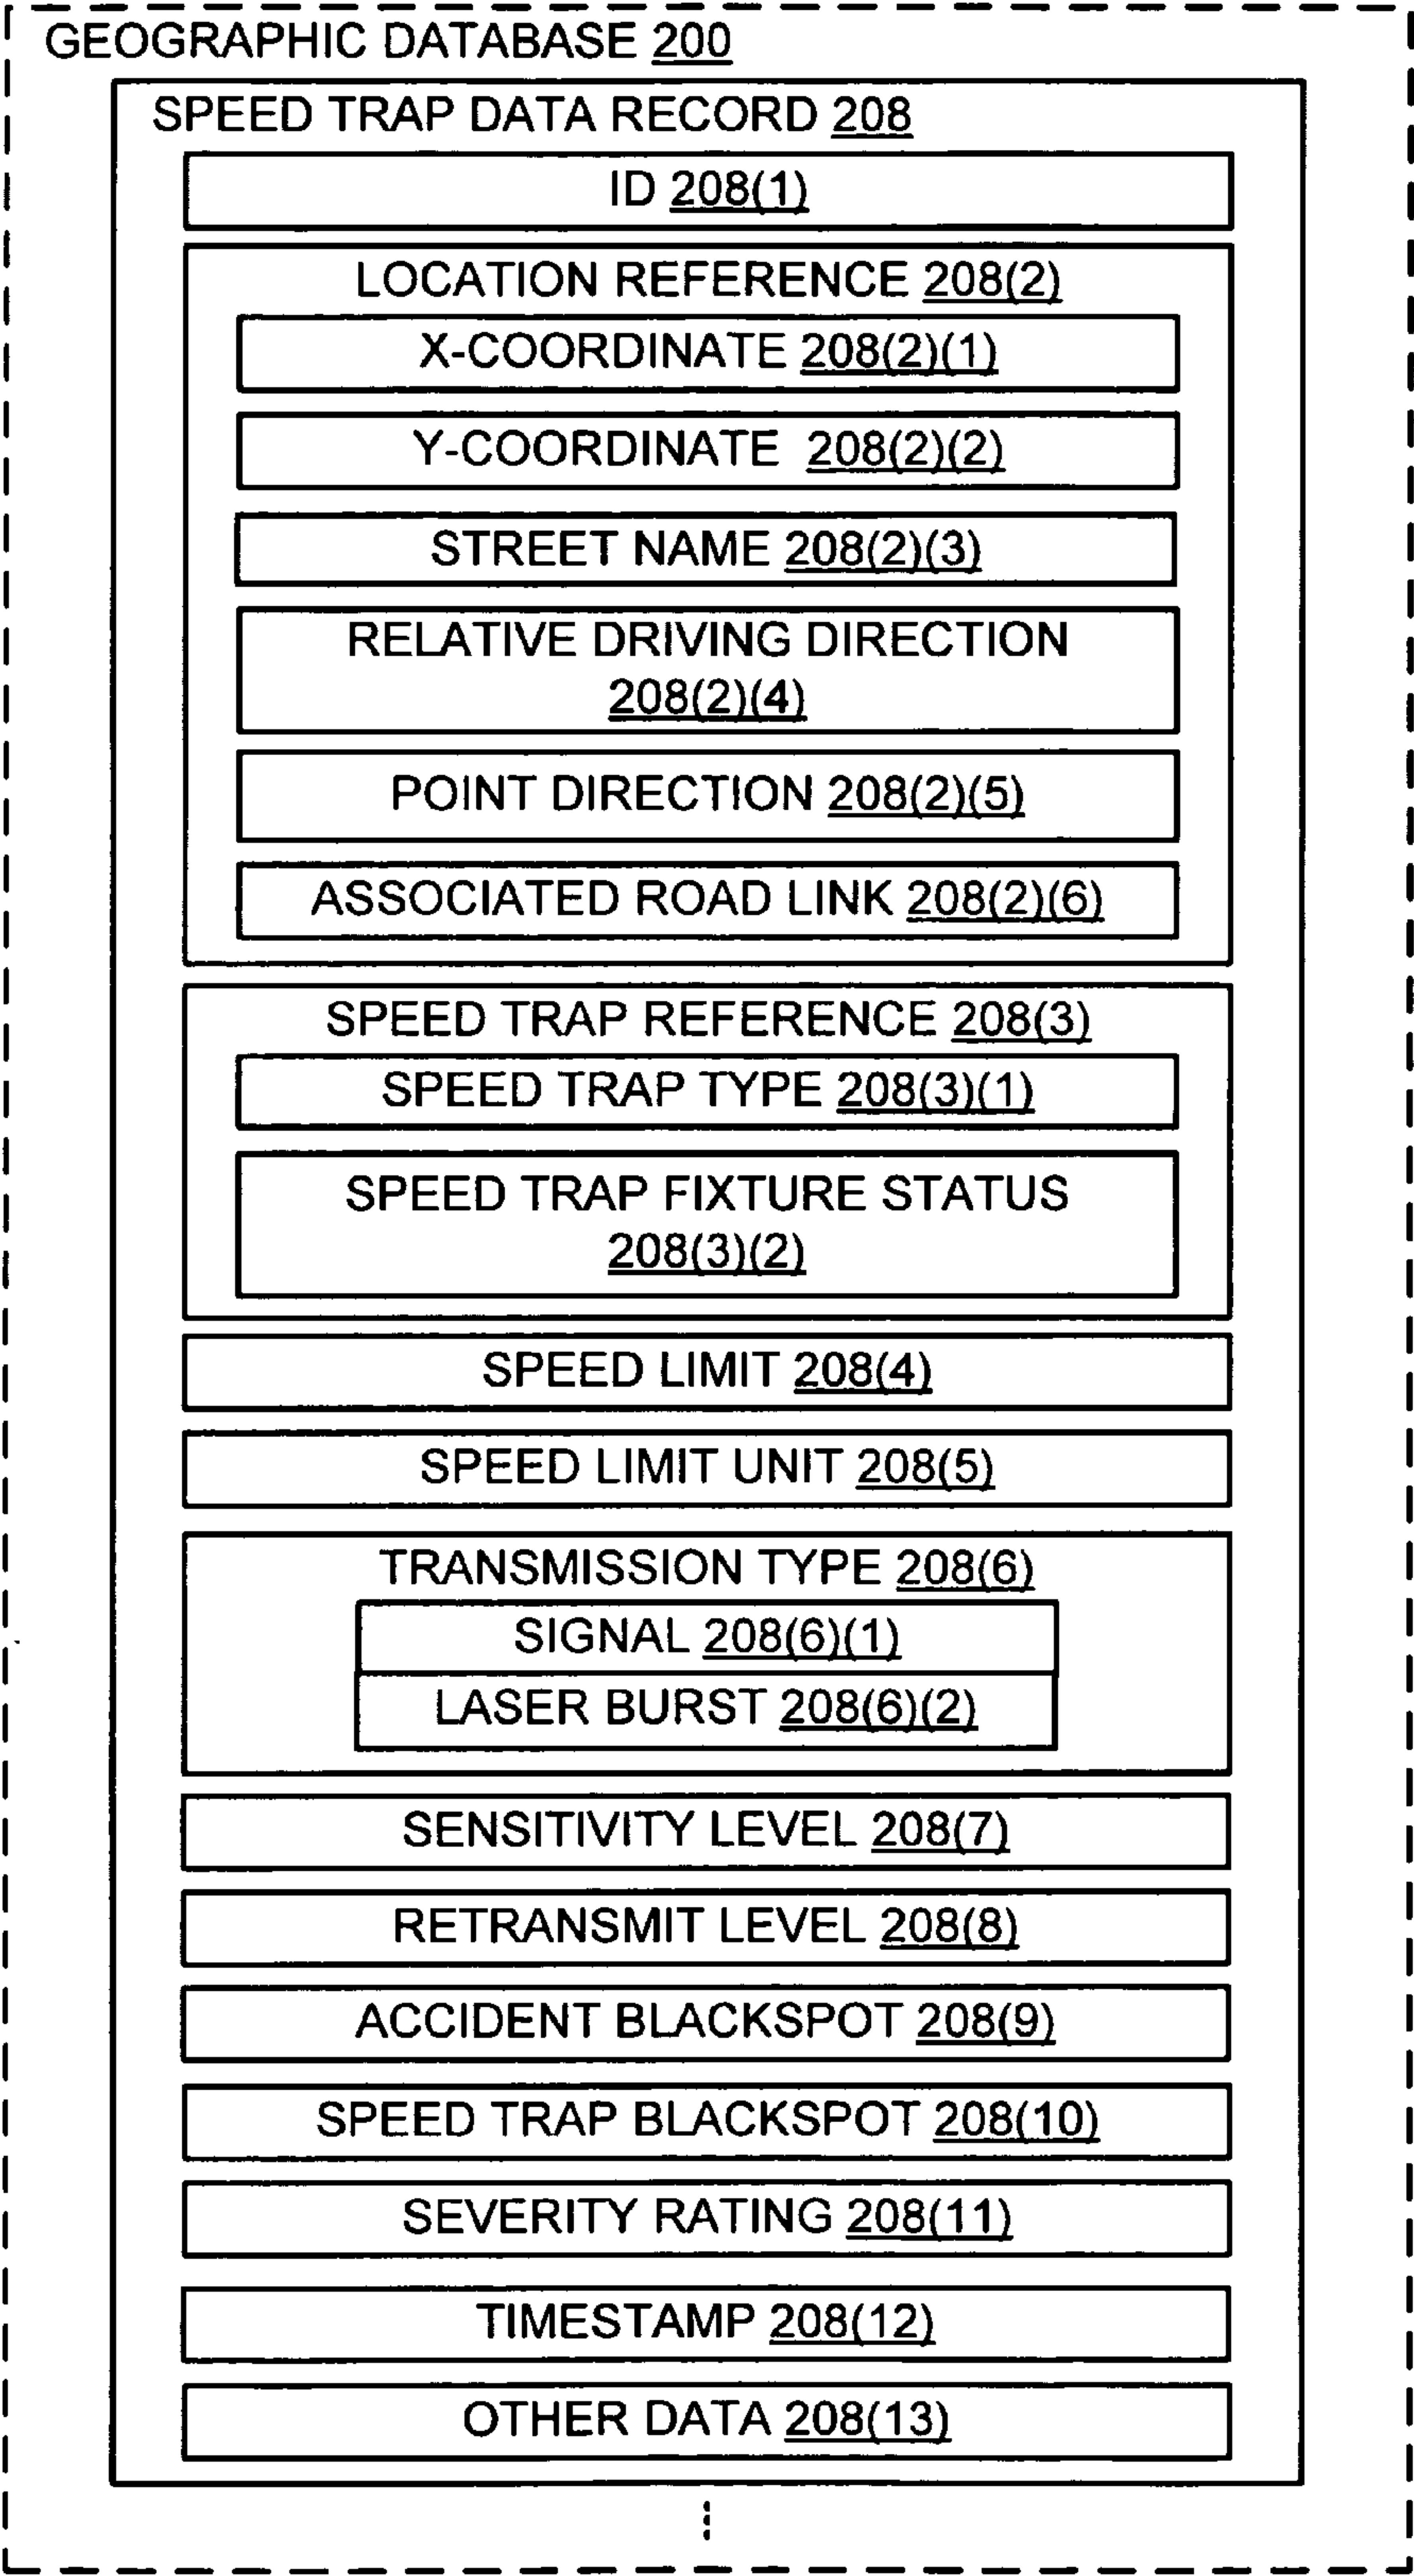 GEOGRAPHIC DATABASE 200
SPEED TRAP DATA RECORD 208
ID 208(1)
LOCATION REFERENCE 208(2)
X-COORDINATE 208(2)(1)
Y-COORDINATE 208(2)(2)
STREET NAME 208(2)(3)
RELATIVE DRIVING DIRECTION
208(2)(4)
POINT DIRECTION 208(2)(5)
ASSOCIATED ROAD LINK 208(2)(6)
SPEED TRAP REFERENCE 208(3)
SPEED TRAP TYPE 208(3)(1)
SPEED TRAP FIXTURE STATUS
208(3)(2)
SPEED LIMIT 208(4)
SPEED LIMIT UNIT 208(5)
TRANSMISSION TYPE 208(6)
SIGNAL 208(6)(1)
LASER BURST 208(6)(2)
SENSITIVITY LEVEL 208(7)
RETRANSMIT LEVEL 208(8)
ACCIDENT BLACKSPOT 208(9)
SPEED TRAP BLACKSPOT 208(10)
SEVERITY RATING 208(11)
TIMESTAMP 208(12)
OTHER DATA 208(13)